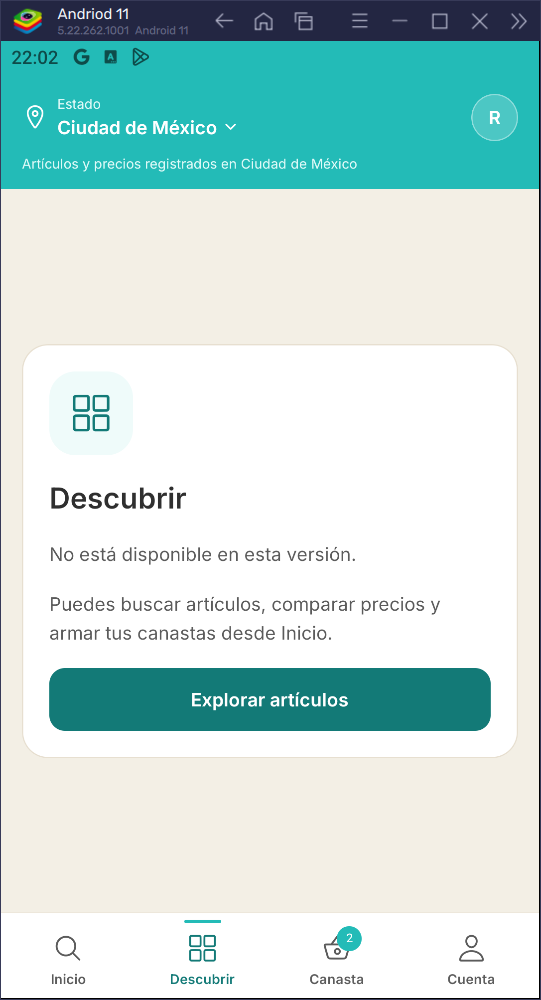 Andriod 11
5.22.262.1001 Android 11
22:02
Estado
Ciudad de México
R
Artículos y precios registrados en Ciudad de México
Descubrir
No está disponible en esta versión.
Puedes buscar artículos, comparar precios y
armar tus canastas desde Inicio.
Explorar artículos
2
Inicio
Descubrir
Canasta
Cuenta